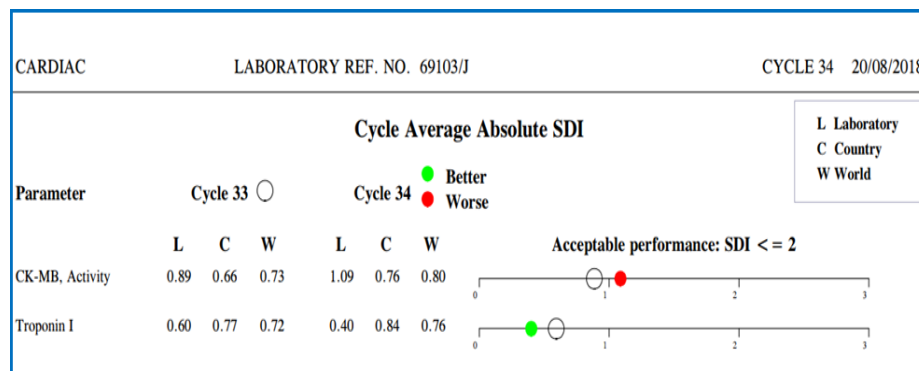 CARDIAC LABORATORY REF. NO. 69103/J CYCLE 34 20/08/2018
Cycle Average Absolute SDI
L Laboratory
C Country
W World
Parameter Cycle 33 Cycle 34 Better
Worse
L C W L C W Acceptable performance: SDI < = 2
CK-MB, Activity 0.89 0.66 0.73 1.09 0.76 0.80
0 1 2 3
Troponin I 0.60 0.77 0.72 0.40 0.84 0.76
0 1 2 3